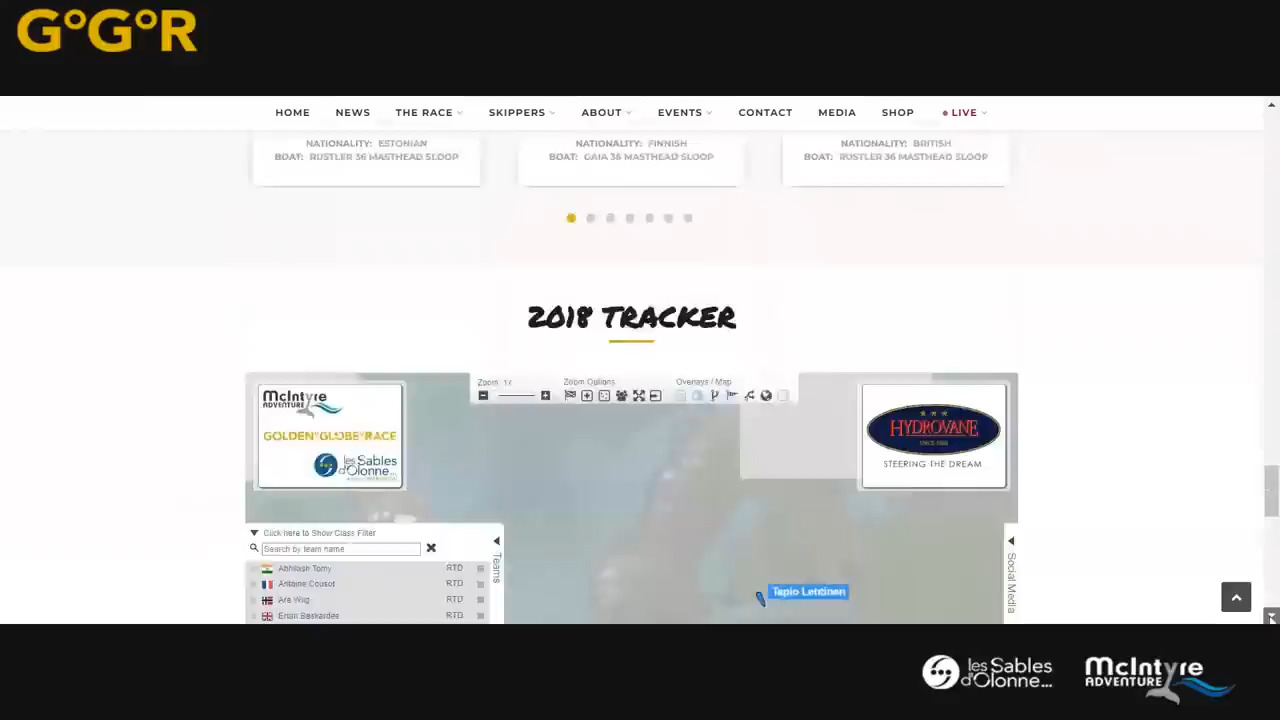 G°G°R
HOME NEWS THE RACE SKIPPERS ABOUT EVENTS CONTACT MEDIA SHOP LIVE
NATIONALITY: ESTONIAN
BOAT: RUSTLER 36 MASTHEAD SLOOP
NATIONALITY: FINNISH
BOAT: GAIA 36 MASTHEAD SLOOP
NATIONALITY: BRITISH
BOAT: RUSTLER 36 MASTHEAD SLOOP
2018 TRACKER
Zoom
Zoom Options
Overlays / Map
McIntyre
ADVENTURE
GOLDEN GLOBE RACE
les Sables
d'Olonne...
HYDROVANE
STEERING THE DREAM
Click here to Show Class Filter
Search by team name
Teams
Abhilash Tomy RTD
Antoine Cousot RTD
Are Wiig RTD
Ertan Beskardes RTD
Social Media
Tapio Lehtinen
les Sables
d'Olonne...
McIntyre
ADVENTURE